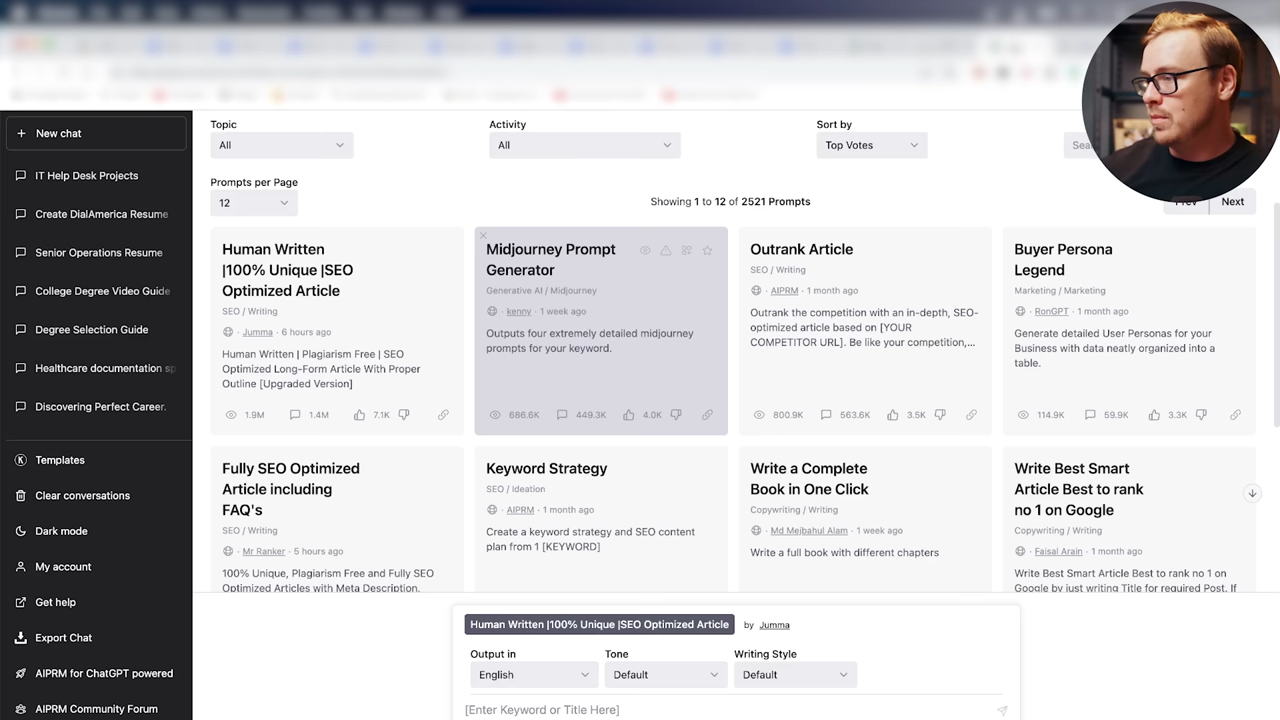 New chat
IT Help Desk Projects
Create DialAmerica Resume
Senior Operations Resume
College Degree Video Guide
Degree Selection Guide
Healthcare documentation sp
Discovering Perfect Career.
Templates
Clear conversations
Dark mode
My account
Get help
Export Chat
AIPRM for ChatGPT powered
AIPRM Community Forum
Topic
All
Activity
All
Sort by
Top Votes
Sea
Prompts per Page
12
Showing 1 to 12 of 2521 Prompts
Prev
Next
Human Written
|100% Unique |SEO
Optimized Article
SEO / Writing
· Jumma · 6 hours ago
Human Written | Plagiarism Free | SEO
Optimized Long-Form Article With Proper
Outline [Upgraded Version]
1.9M 1.4M 7.1K
Midjourney Prompt
Generator
Generative AI / Midjourney
· kenny · 1 week ago
Outputs four extremely detailed midjourney
prompts for your keyword.
686.6K 449.3K 4.0K
Outrank Article
SEO / Writing
· AIPRM · 1 month ago
Outrank the competition with an in-depth, SEO-
optimized article based on [YOUR
COMPETITOR URL]. Be like your competition,...
800.9K 563.6K 3.5K
Buyer Persona
Legend
Marketing / Marketing
· RonGPT · 1 month ago
Generate detailed User Personas for your
Business with data neatly organized into a
table.
114.9K 59.9K 3.3K
Fully SEO Optimized
Article including
FAQ's
SEO / Writing
· Mr Ranker · 5 hours ago
100% Unique, Plagiarism Free and Fully SEO
Optimized Articles with Meta Description.
Keyword Strategy
SEO / Ideation
· AIPRM · 1 month ago
Create a keyword strategy and SEO content
plan from 1 [KEYWORD]
Write a Complete
Book in One Click
Copywriting / Writing
· Md Mejbahul Alam · 1 week ago
Write a full book with different chapters
Write Best Smart
Article Best to rank
no 1 on Google
Copywriting / Writing
· Faisal Arain · 1 month ago
Write Best Smart Article Best to rank no 1 on
Google by just writing Title for required Post. If
Human Written |100% Unique |SEO Optimized Article by Jumma
Output in
English
Tone
Default
Writing Style
Default
[Enter Keyword or Title Here]